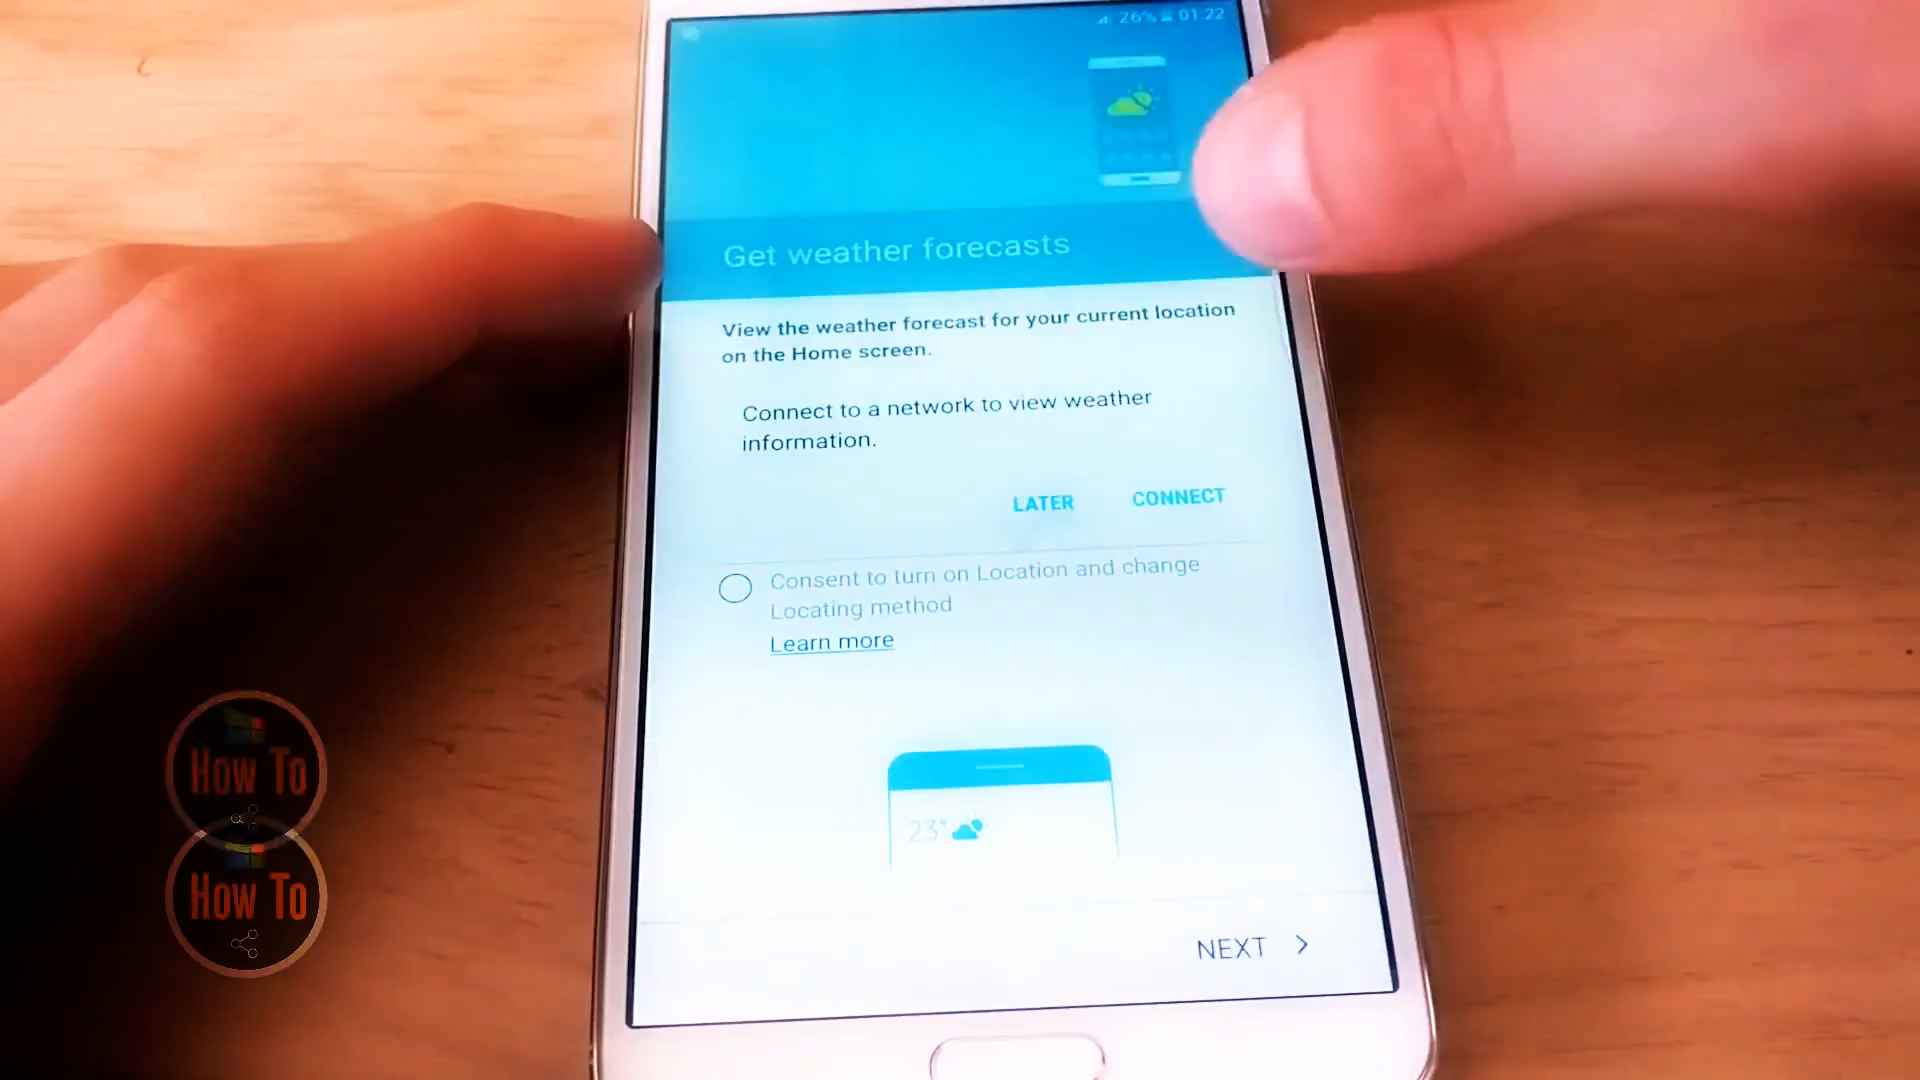 26% 01:22
Get weather forecasts
View the weather forecast for your current location
on the Home screen.
Connect to a network to view weather
information.
LATER CONNECT
Consent to turn on Location and change
Locating method
Learn more
23°
NEXT >
How To
How To